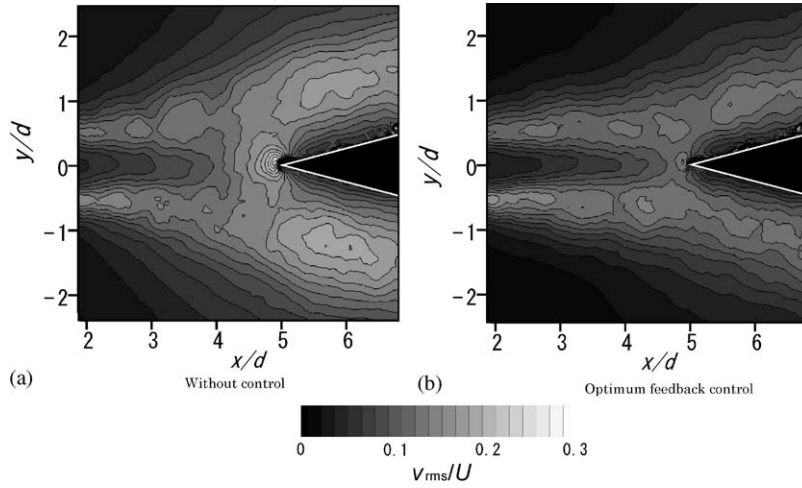 2
1
0
−1
−2
y/d
2 3 4 5 6
x/d
(a)
Without control
2
1
0
−1
−2
y/d
2 3 4 5 6
x/d
(b)
Optimum feedback control
0 0.1 0.2 0.3
vrms/U